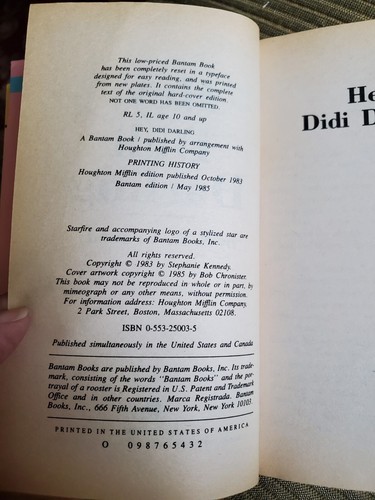 This low-priced Bantam Book
has been completely reset in a typeface
designed for easy reading, and was printed
from new plates. It contains the complete
text of the original hard-cover edition.
NOT ONE WORD HAS BEEN OMITTED.
RL 5, IL age 10 and up
HEY, DIDI DARLING
A Bantam Book / published by arrangement with
Houghton Mifflin Company
PRINTING HISTORY
Houghton Mifflin edition published October 1983
Bantam edition / May 1985
Starfire and accompanying logo of a stylized star are
trademarks of Bantam Books, Inc.
All rights reserved.
Copyright © 1983 by Stephanie Kennedy.
Cover artwork copyright © 1985 by Bob Chronister.
This book may not be reproduced in whole or in part, by
mimeograph or any other means, without permission.
For information address: Houghton Mifflin Company,
2 Park Street, Boston, Massachusetts 02108.
ISBN 0-553-25003-5
Published simultaneously in the United States and Canada
Bantam Books are published by Bantam Books, Inc. Its trade-
mark, consisting of the words "Bantam Books" and the por-
trayal of a rooster is Registered in U.S. Patent and Trademark
Office and in other countries. Marca Registrada. Bantam
Books, Inc., 666 Fifth Avenue, New York, New York 10103.
PRINTED IN THE UNITED STATES OF AMERICA
O 0 9 8 7 6 5 4 3 2
He
Didi D